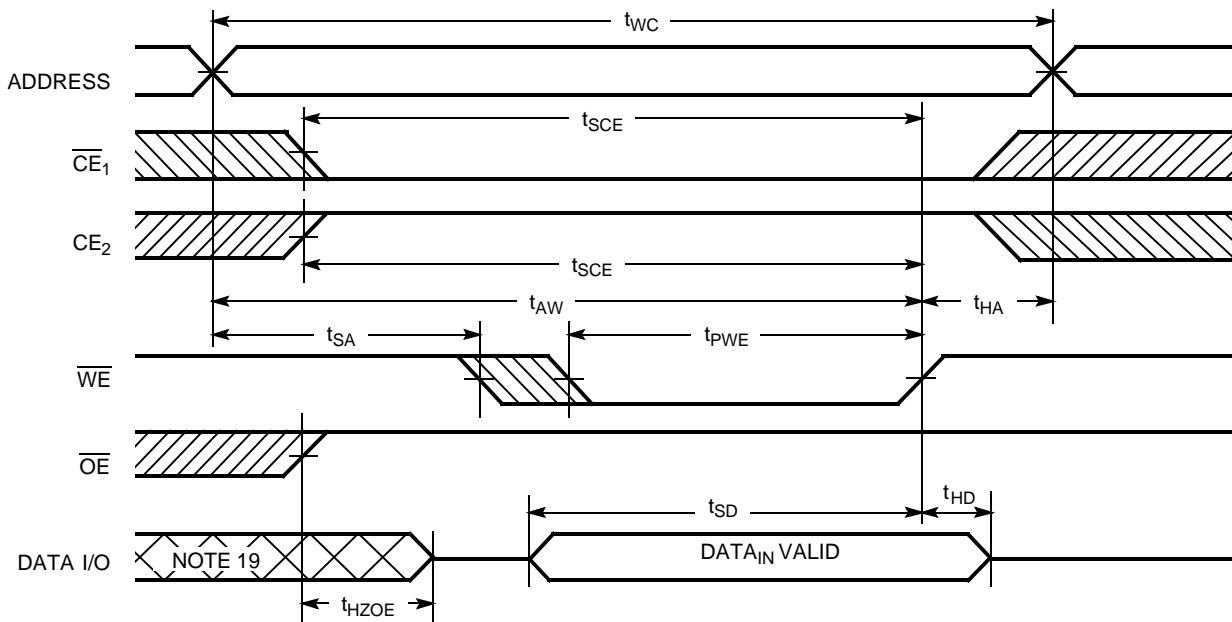 tWC
ADDRESS
tSCE
CE1
CE2
tSCE
tAW
tHA
tSA
tPWE
WE
OE
tSD
tHD
DATA I/O
NOTE 19
DATAIN VALID
tHZOE